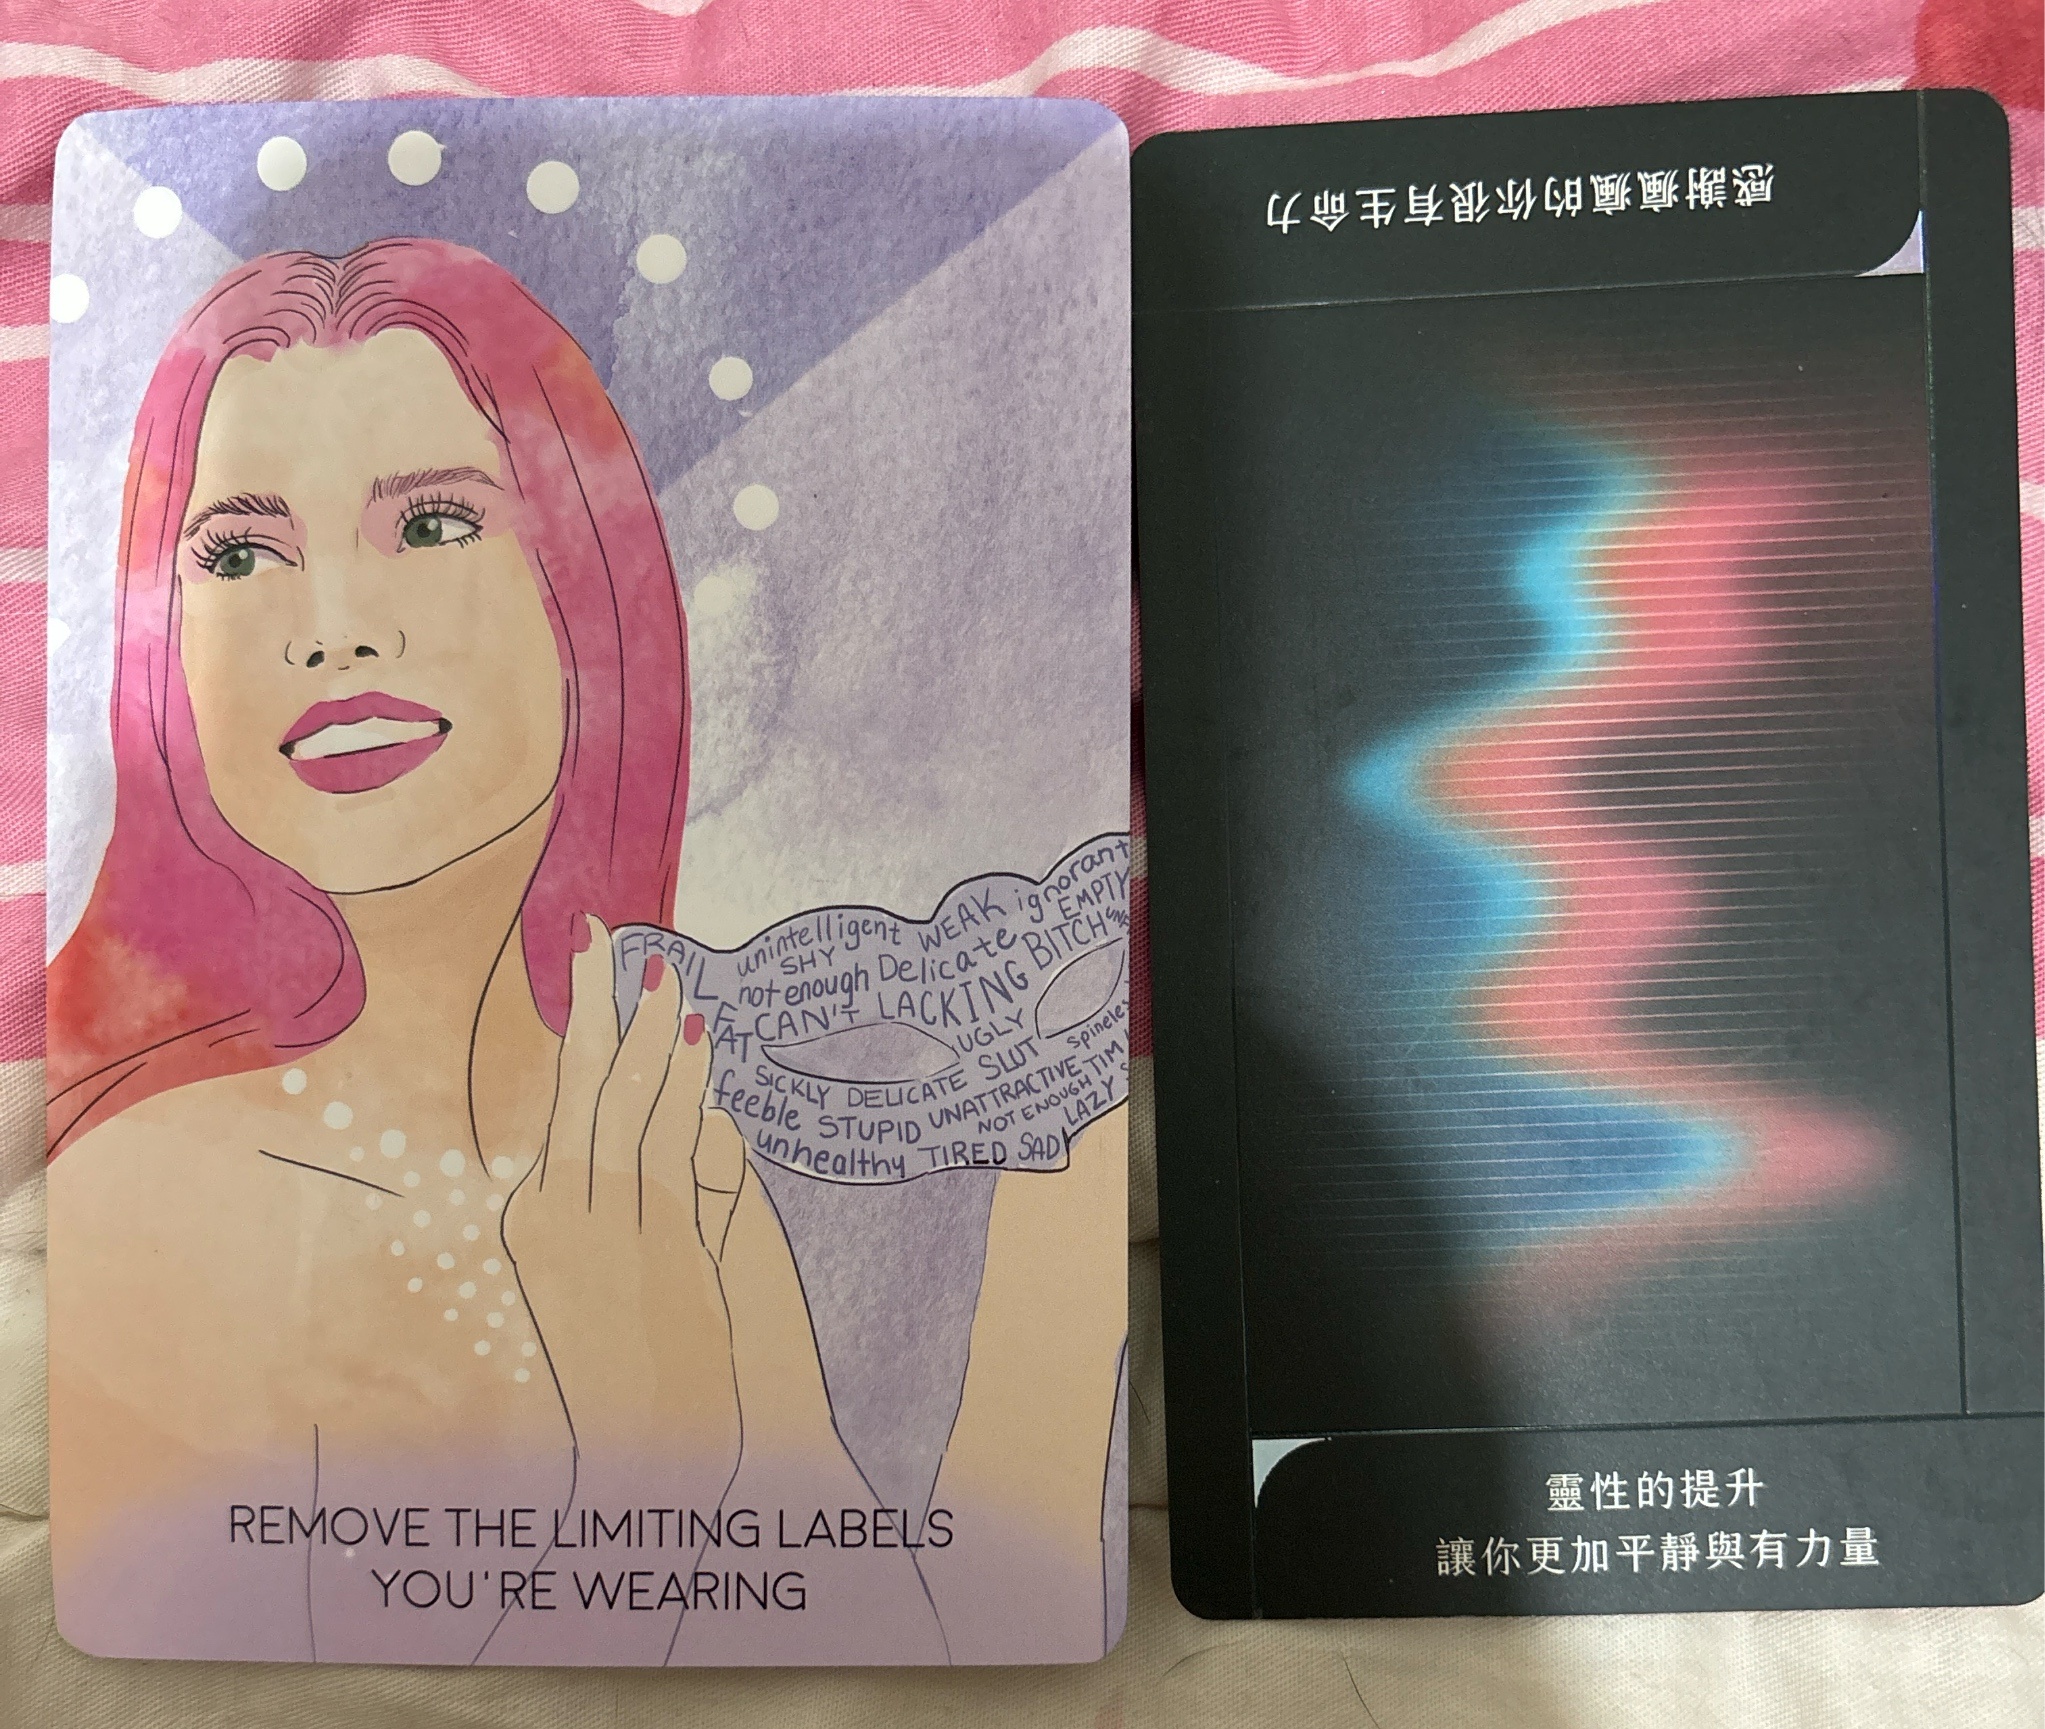 FRAIL
unintelligent WEAK ignorant
SHY
EMPTY
not enough Delicate BITCH
FAT CAN'T LACKING
UGLY
SICKLY DELICATE SLUT
feeble STUPID UNATTRACTIVE
NOT ENOUGH LAZY
unhealthy TIRED SAD
REMOVE THE LIMITING LABELS
YOU'RE WEARING
感謝瘋瘋的你很有生命力
靈性的提升
讓你更加平靜與有力量